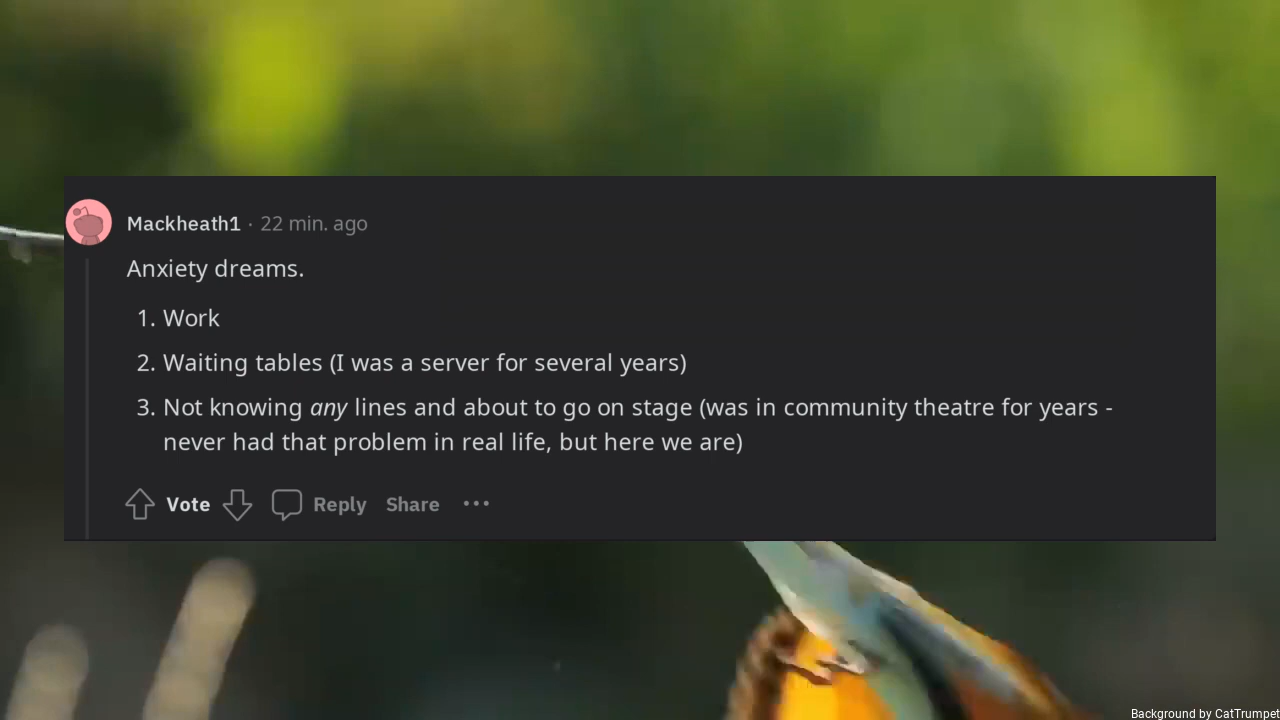 Mackheath1 · 22 min. ago
Anxiety dreams.
1. Work
2. Waiting tables (I was a server for several years)
3. Not knowing any lines and about to go on stage (was in community theatre for years -
never had that problem in real life, but here we are)
Vote Reply Share ···
Background by CatTrumpet